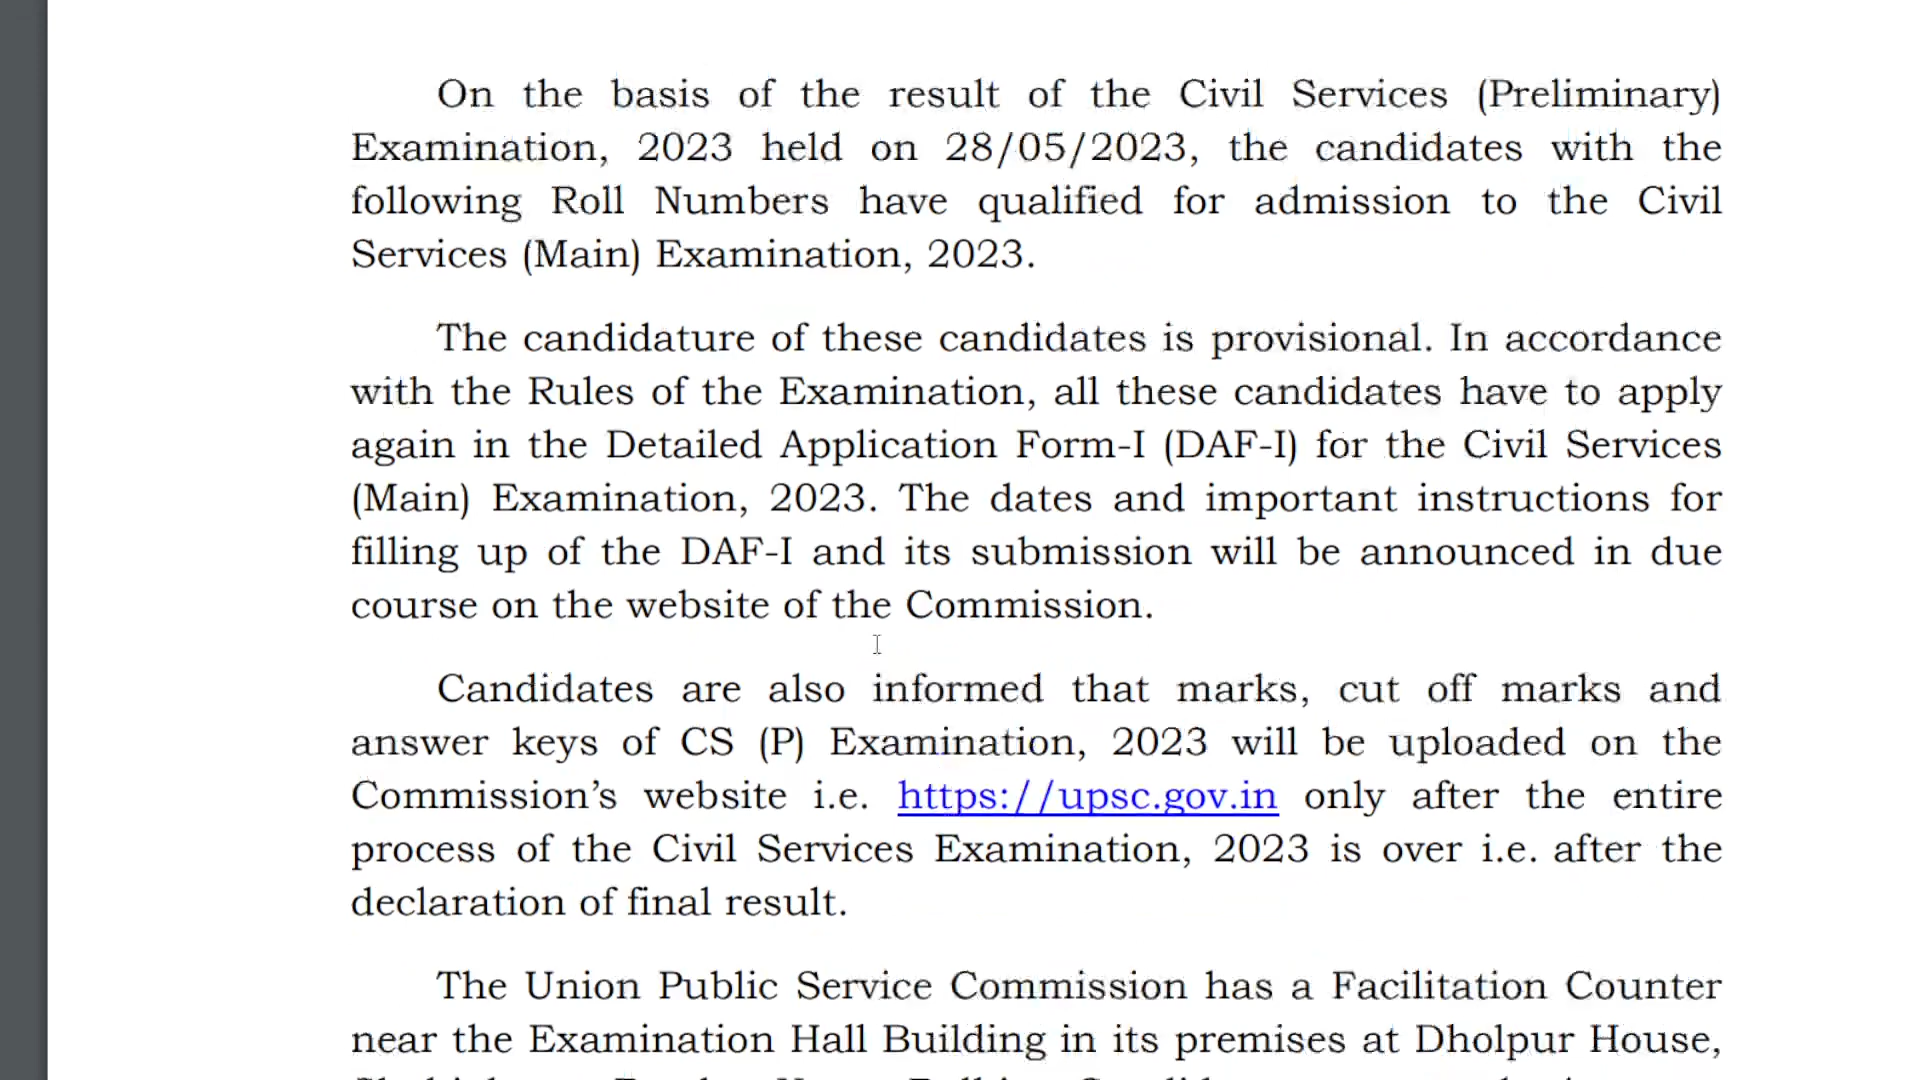 On the basis of the result of the Civil Services (Preliminary)
Examination, 2023 held on 28/05/2023, the candidates with the
following Roll Numbers have qualified for admission to the Civil
Services (Main) Examination, 2023.
The candidature of these candidates is provisional. In accordance
with the Rules of the Examination, all these candidates have to apply
again in the Detailed Application Form-I (DAF-I) for the Civil Services
(Main) Examination, 2023. The dates and important instructions for
filling up of the DAF-I and its submission will be announced in due
course on the website of the Commission.
Candidates are also informed that marks, cut off marks and
answer keys of CS (P) Examination, 2023 will be uploaded on the
Commission’s website i.e. https://upsc.gov.in only after the entire
process of the Civil Services Examination, 2023 is over i.e. after the
declaration of final result.
The Union Public Service Commission has a Facilitation Counter
near the Examination Hall Building in its premises at Dholpur House,